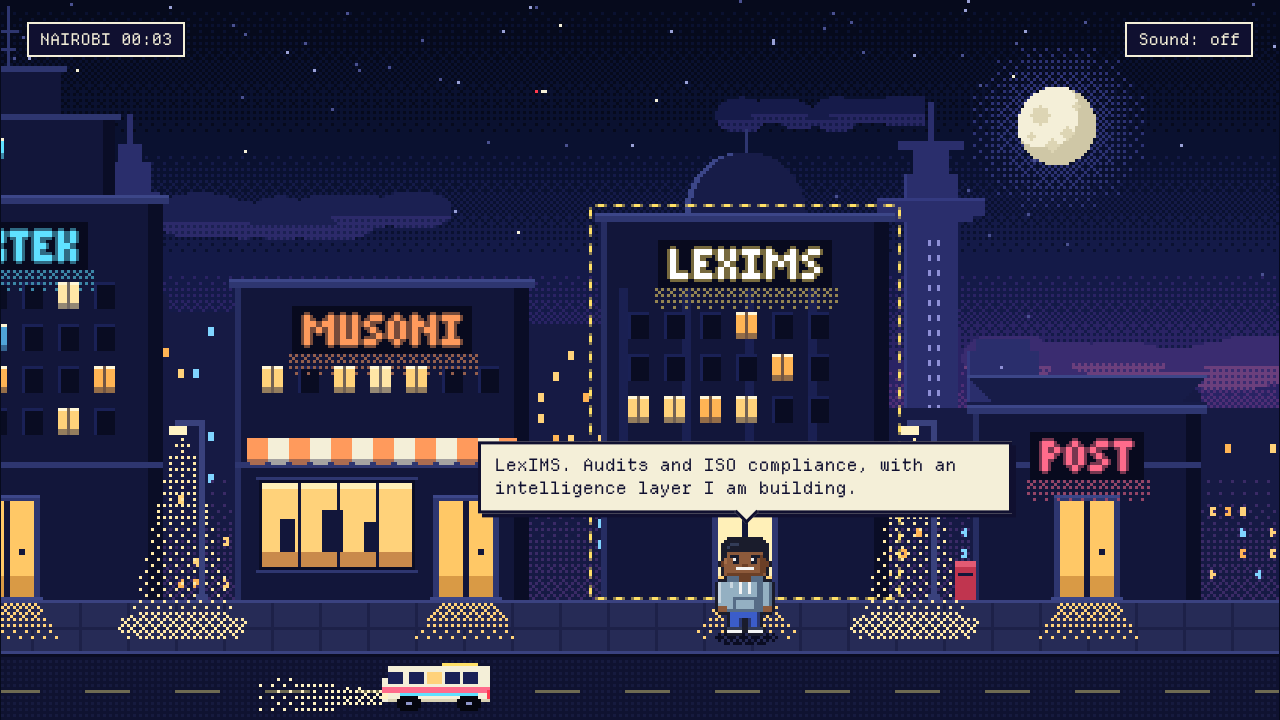 NAIROBI 00:03
Sound: off
STEK
MUSONI
LEXIMS
POST
LexIMS. Audits and ISO compliance, with an
intelligence layer I am building.